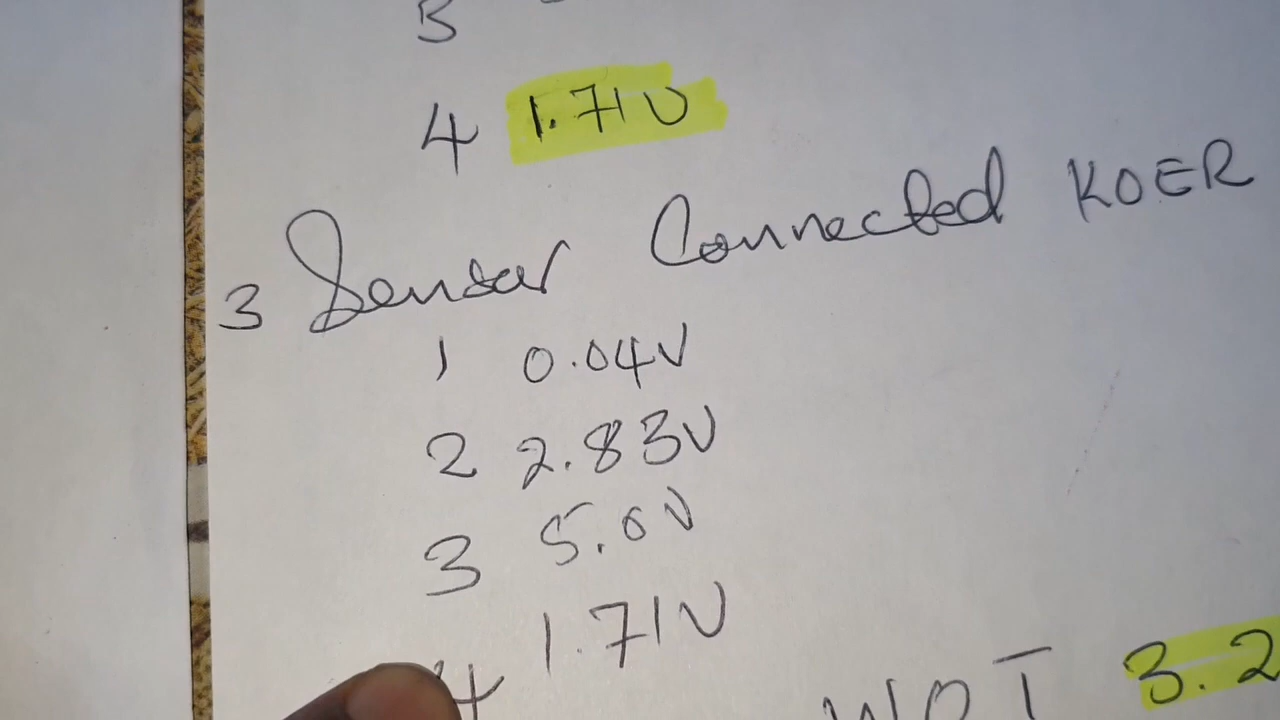 3
4 1.71V
3 Sensor Connected KOER
1 0.04V
2 2.83V
3 5.0V
4 1.71V
WOT 3.2